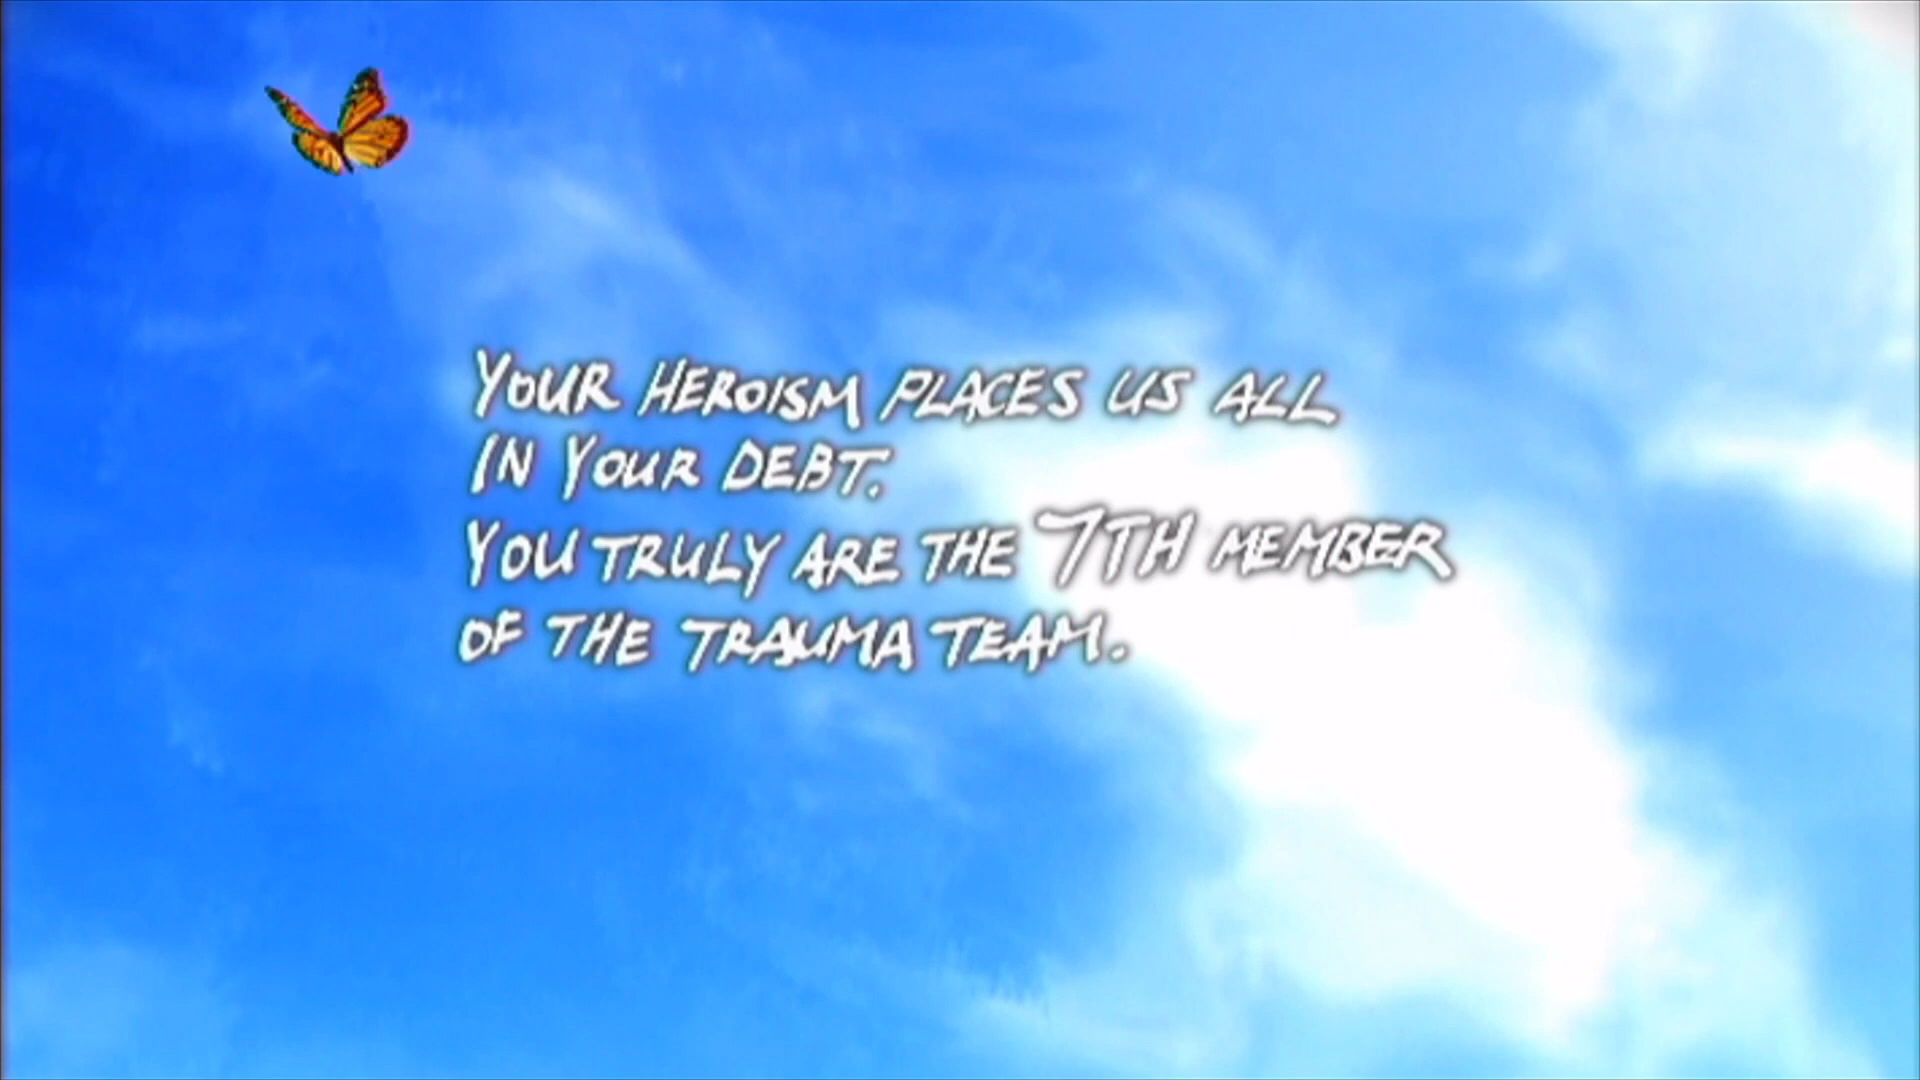 YOUR HEROISM PLACES US ALL
IN YOUR DEBT.
YOU TRULY ARE THE 7TH MEMBER
OF THE TRAUMA TEAM.